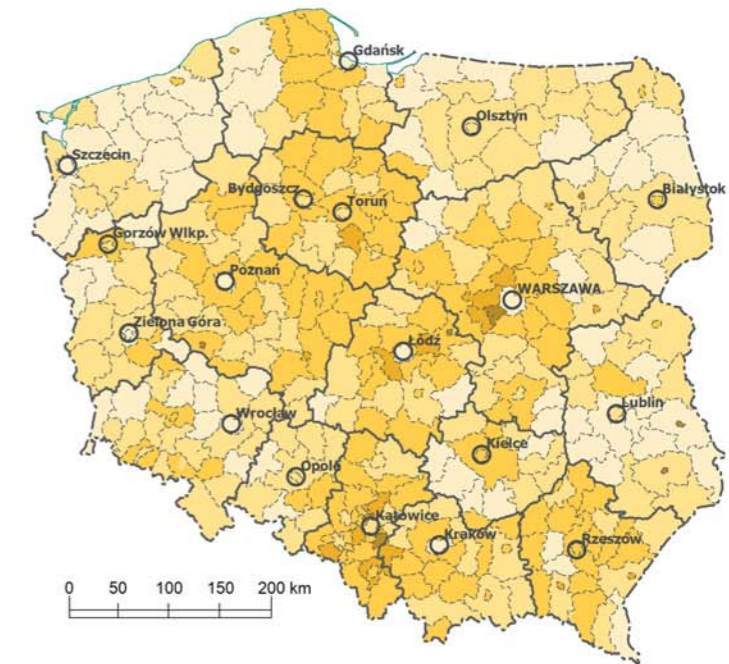 Gdańsk
Olsztyn
Szczecin
Bydgoszcz
Toruń
Białystok
Gorzów Wlkp.
Poznań
WARSZAWA
Zielona Góra
Łódź
Wrocław
Lublin
Kielce
Opole
Katowice
Kraków
Rzeszów
0 50 100 150 200 km